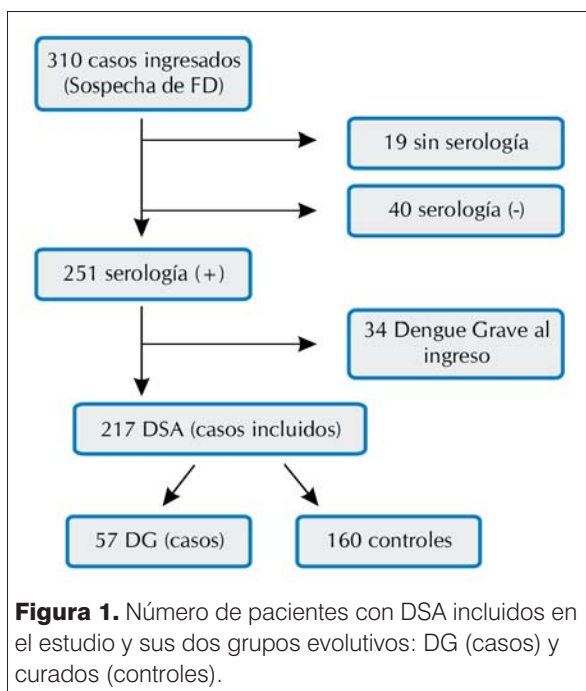 310 casos ingresados
(Sospecha de FD)
19 sin serología
40 serología (-)
251 serología (+)
34 Dengue Grave al
ingreso
217 DSA (casos incluidos)
57 DG (casos)
160 controles
Figura 1. Número de pacientes con DSA incluidos en
el estudio y sus dos grupos evolutivos: DG (casos) y
curados (controles).